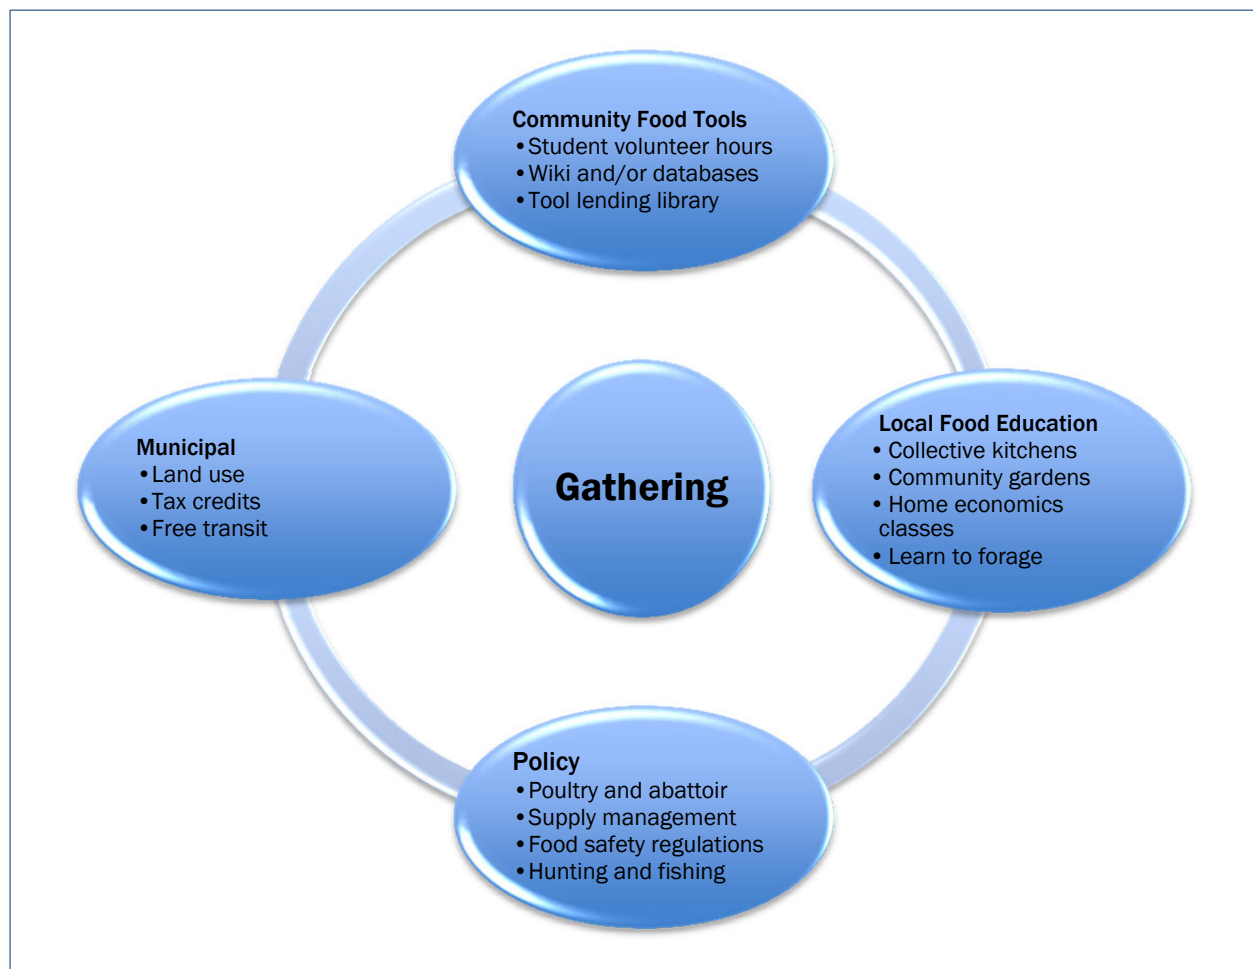 Community Food Tools
•Student volunteer hours
•Wiki and/or databases
•Tool lending library
Municipal
•Land use
•Tax credits
•Free transit
Gathering
Local Food Education
• Collective kitchens
• Community gardens
• Home economics
classes
• Learn to forage
Policy
•Poultry and abattoir
•Supply management
•Food safety regulations
•Hunting and fishing